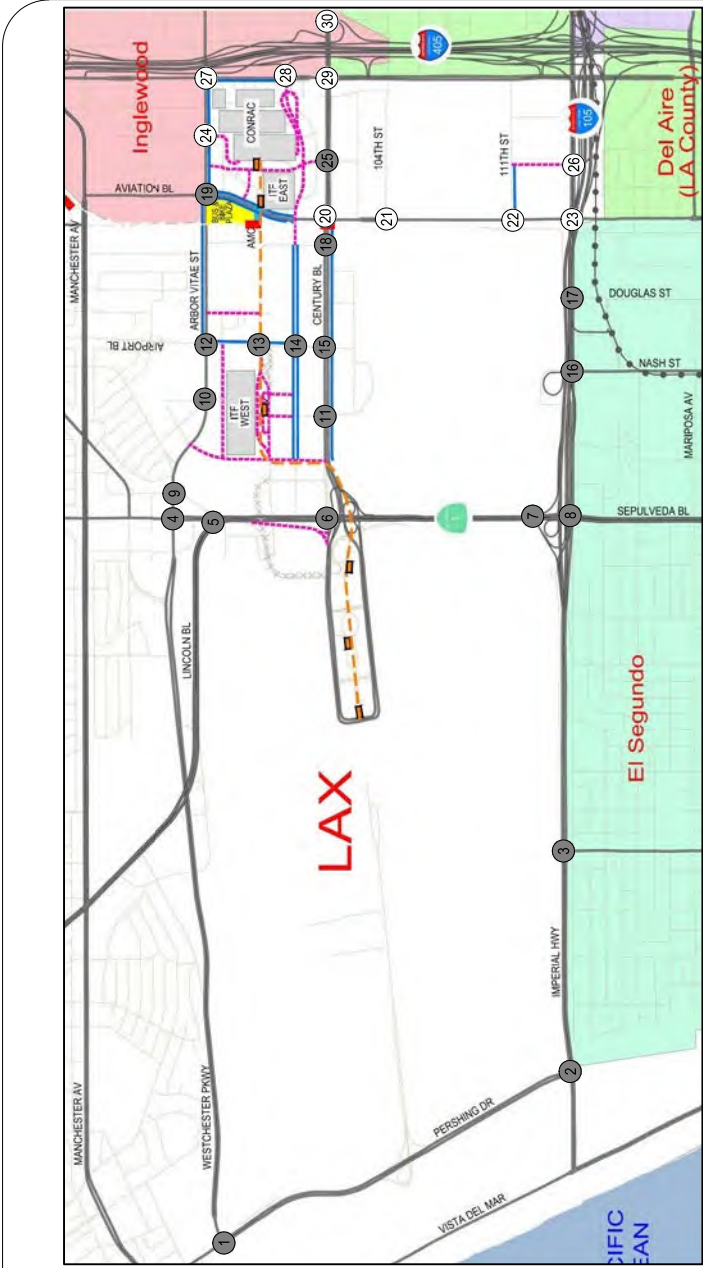 MANCHESTER AV
MANCHESTER AV
Inglewood
AVIATION BL
AIRPORT BL
4
9
10
12
19
24
27
ARBOR VITAE ST
WESTCHESTER PKWY
LINCOLN BL
1
5
BUS &
BIKE
PLAZA
CONRAC
ITF
WEST
ITF
EAST
13
14
28
CENTURY BL
6
11
15
18
20
25
29
30
LAX
104TH ST
21
405
1
PERSHING DR
VISTA DEL MAR
111TH ST
22
7
IMPERIAL HWY
2
3
8
16
17
23
26
105
DOUGLAS ST
NASH ST
SEPULVEDA BL
El Segundo
MARIPOSA AV
Del Aire
(LA County)